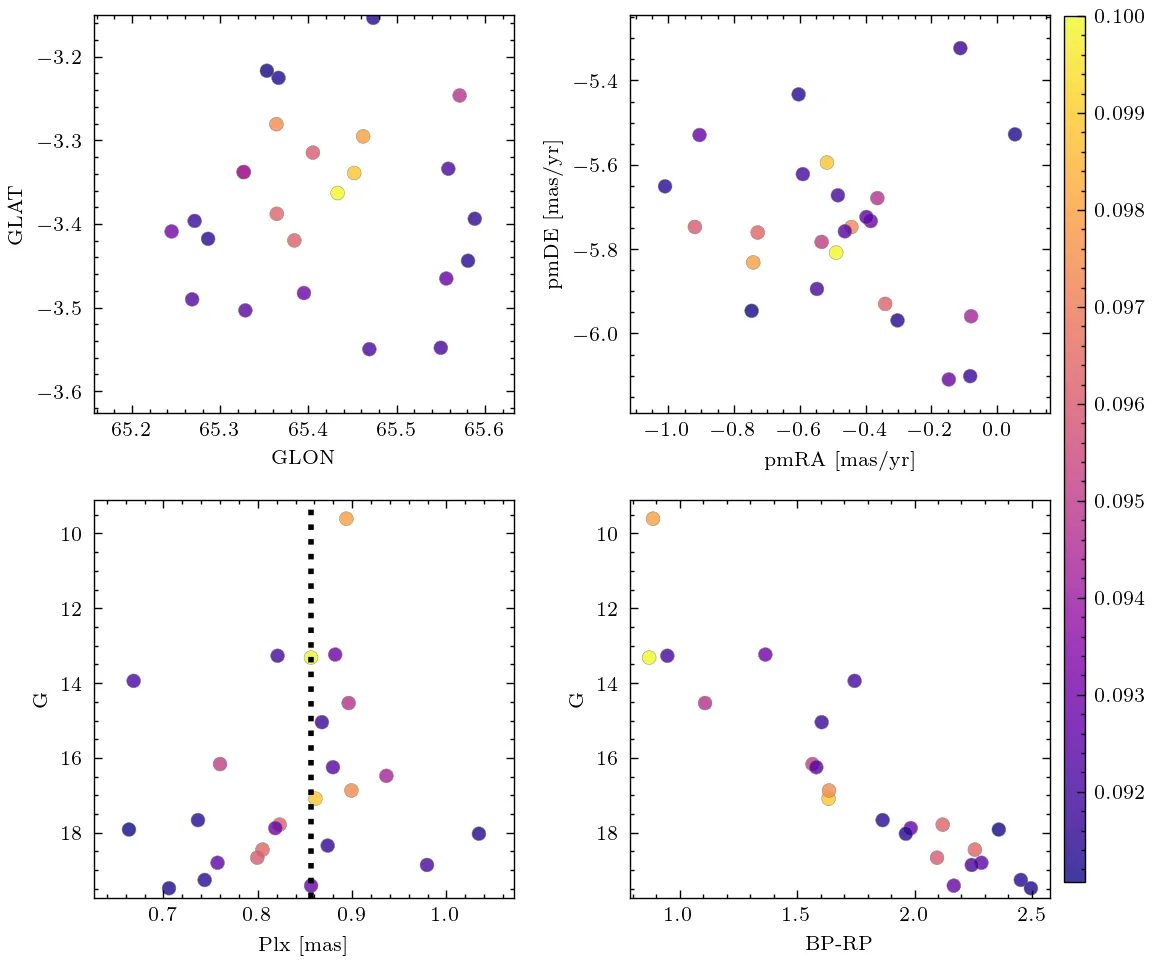 −3.2
−3.3
−3.4
−3.5
−3.6
GLAT
65.2 65.3 65.4 65.5 65.6
GLON
−5.4
−5.6
−5.8
−6.0
pmDE [mas/yr]
−1.0 −0.8 −0.6 −0.4 −0.2 0.0
pmRA [mas/yr]
10
12
14
16
18
G
0.7 0.8 0.9 1.0
Plx [mas]
10
12
14
16
18
G
1.0 1.5 2.0 2.5
BP-RP
0.100
0.099
0.098
0.097
0.096
0.095
0.094
0.093
0.092